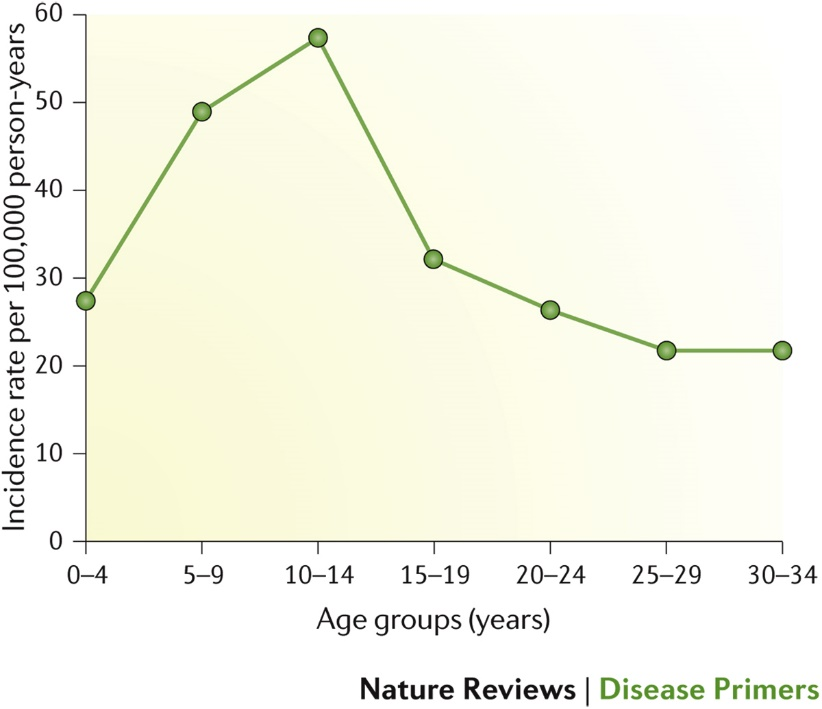 Incidence rate per 100,000 person-years
60
50
40
30
20
10
0
0–4 5–9 10–14 15–19 20–24 25–29 30–34
Age groups (years)
Nature Reviews | Disease Primers